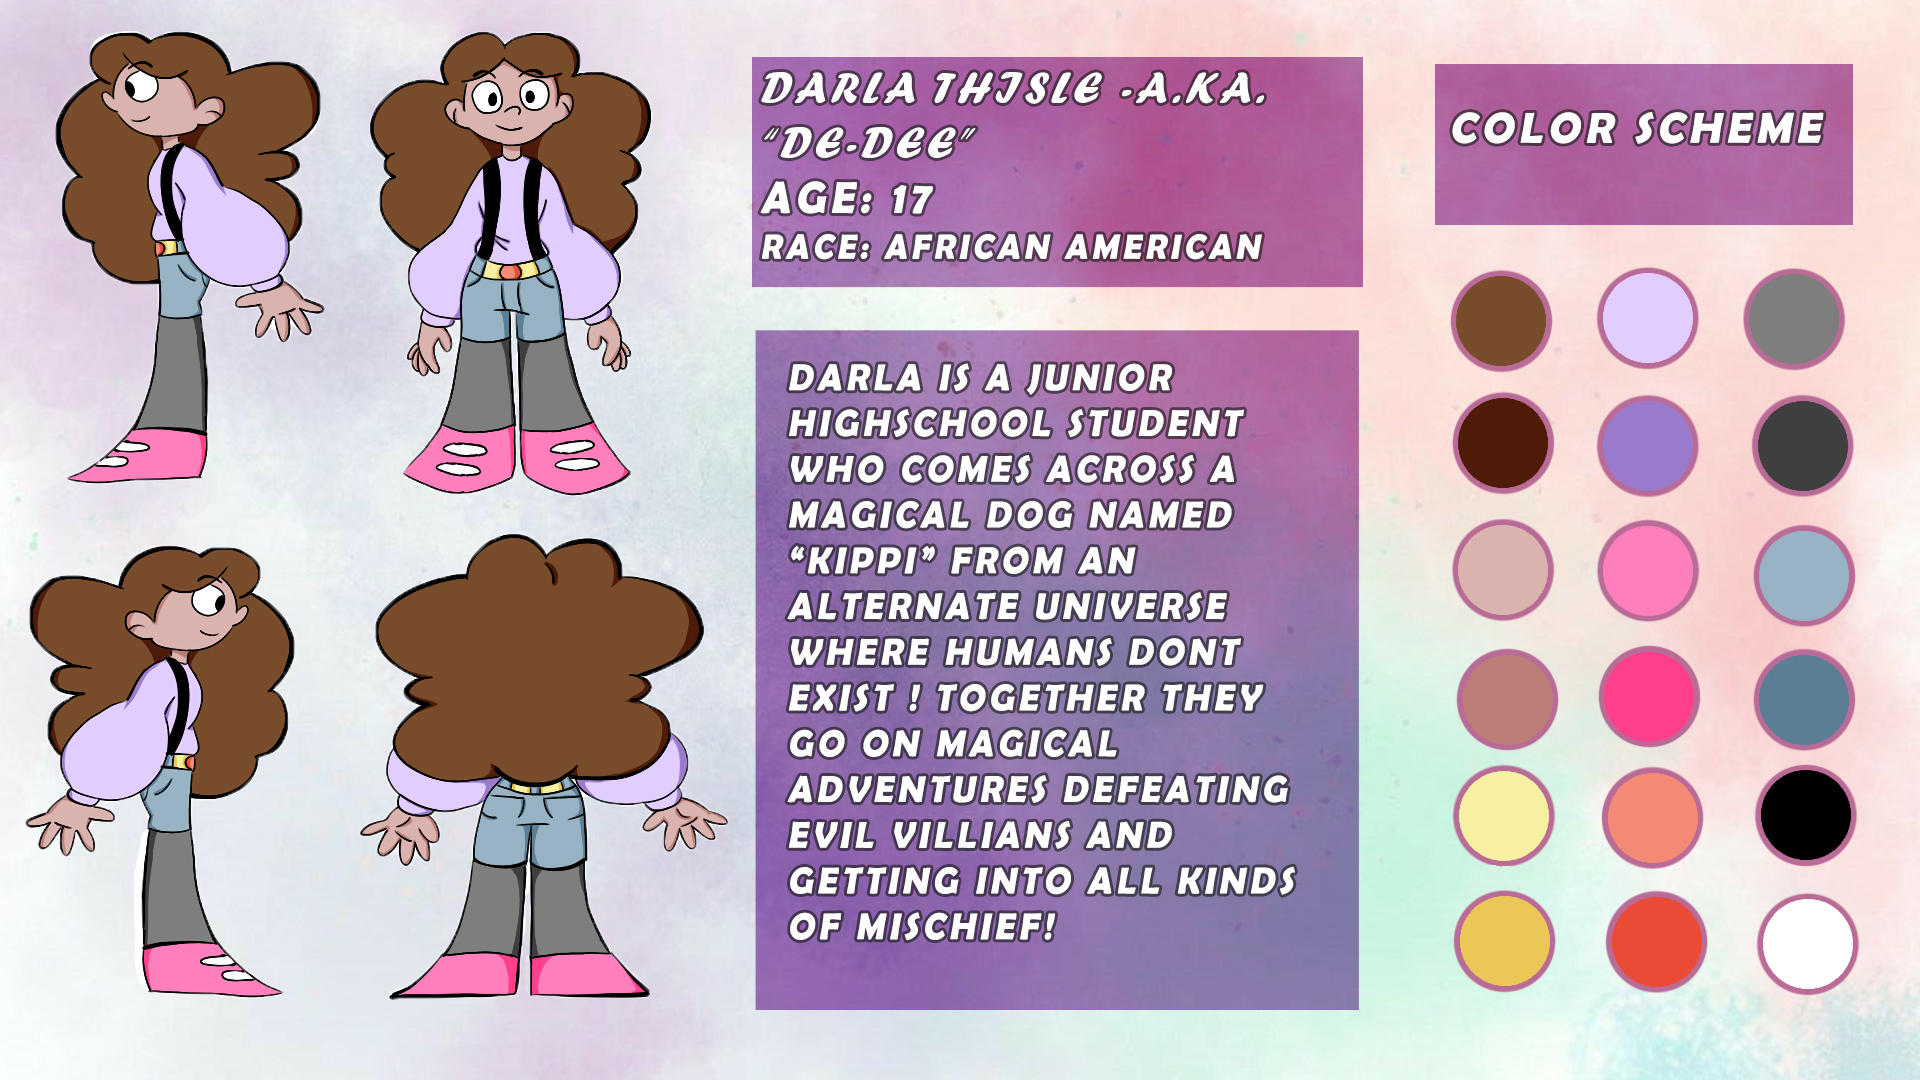 DARLA THISLE -A.KA.
“DE-DEE”
AGE: 17
RACE: AFRICAN AMERICAN
DARLA IS A JUNIOR
HIGHSCHOOL STUDENT
WHO COMES ACROSS A
MAGICAL DOG NAMED
“KIPPI” FROM AN
ALTERNATE UNIVERSE
WHERE HUMANS DONT
EXIST ! TOGETHER THEY
GO ON MAGICAL
ADVENTURES DEFEATING
EVIL VILLIANS AND
GETTING INTO ALL KINDS
OF MISCHIEF!
COLOR SCHEME